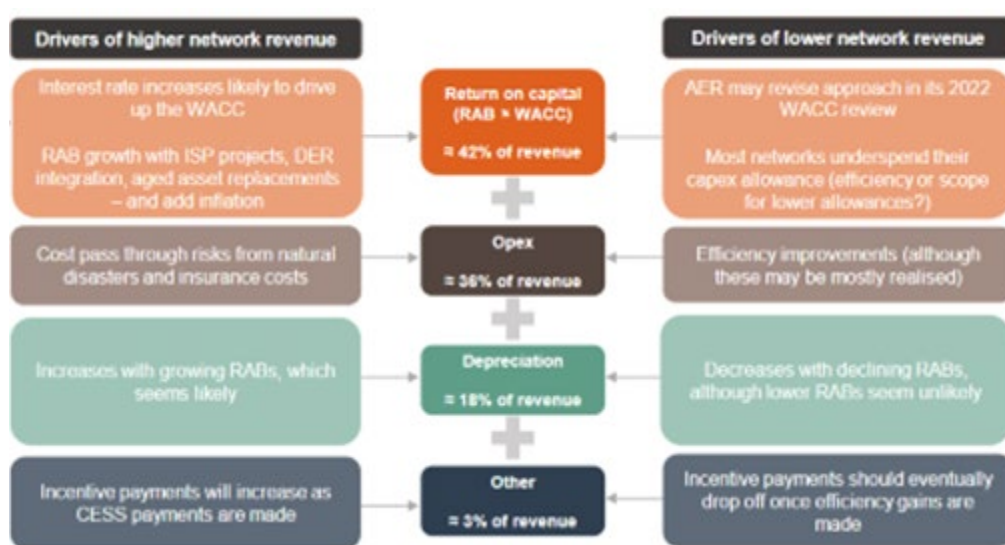 Drivers of higher network revenue
Drivers of lower network revenue
Interest rate increases likely to drive
up the WACC
RAB growth with ISP projects, DER
integration, aged asset replacements
– and add inflation
Return on capital
(RAB × WACC)
≈ 42% of revenue
AER may revise approach in its 2022
WACC review
Most networks underspend their
capex allowance (efficiency or scope
for lower allowances?)
Cost pass through risks from natural
disasters and insurance costs
Opex
≈ 36% of revenue
Efficiency improvements (although
these may be mostly realised)
Increases with growing RABs, which
seems likely
Depreciation
≈ 18% of revenue
Decreases with declining RABs,
although lower RABs seem unlikely
Incentive payments will increase as
CESS payments are made
Other
≈ 3% of revenue
Incentive payments should eventually
drop off once efficiency gains are
made